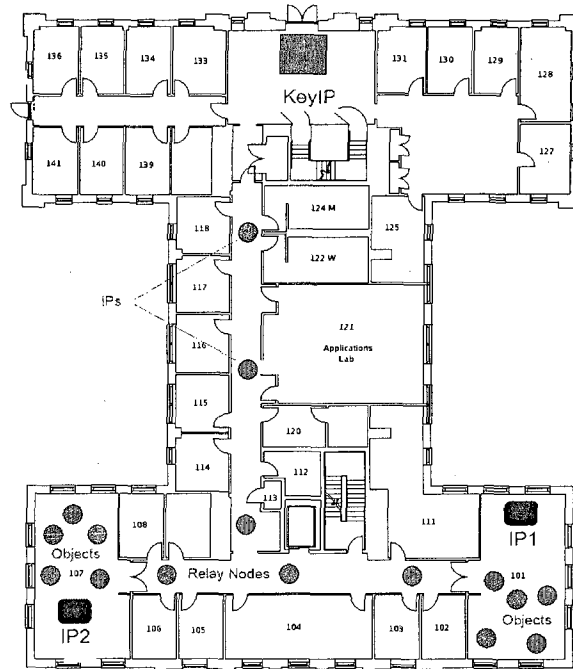 136 135 134 133 131 130 129 128
KeyIP
141 140 139 127
124 M
118 125
122 W
IPs 117
121
Applications
Lab
116
115
120
114 112
113
108 111 IP1
Objects
107 Relay Nodes 101
IP2 Objects
106 105 104 103 102